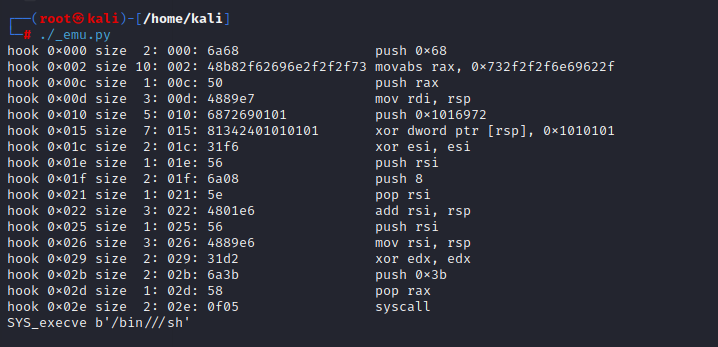 ┌──(root㉿kali)-[/home/kali]
└─# ./_emu.py
hook 0×000 size  2: 000: 6a68                 push 0×68
hook 0×002 size 10: 002: 48b82f62696e2f2f2f73 movabs rax, 0×732f2f2f6e69622f
hook 0×00c size  1: 00c: 50                   push rax
hook 0×00d size  3: 00d: 4889e7               mov rdi, rsp
hook 0×010 size  5: 010: 6872690101           push 0×1016972
hook 0×015 size  7: 015: 81342401010101       xor dword ptr [rsp], 0×1010101
hook 0×01c size  2: 01c: 31f6                 xor esi, esi
hook 0×01e size  1: 01e: 56                   push rsi
hook 0×01f size  2: 01f: 6a08                 push 8
hook 0×021 size  1: 021: 5e                   pop rsi
hook 0×022 size  3: 022: 4801e6               add rsi, rsp
hook 0×025 size  1: 025: 56                   push rsi
hook 0×026 size  3: 026: 4889e6               mov rsi, rsp
hook 0×029 size  2: 029: 31d2                 xor edx, edx
hook 0×02b size  2: 02b: 6a3b                 push 0×3b
hook 0×02d size  1: 02d: 58                   pop rax
hook 0×02e size  2: 02e: 0f05                 syscall
SYS_execve b'/bin///sh'